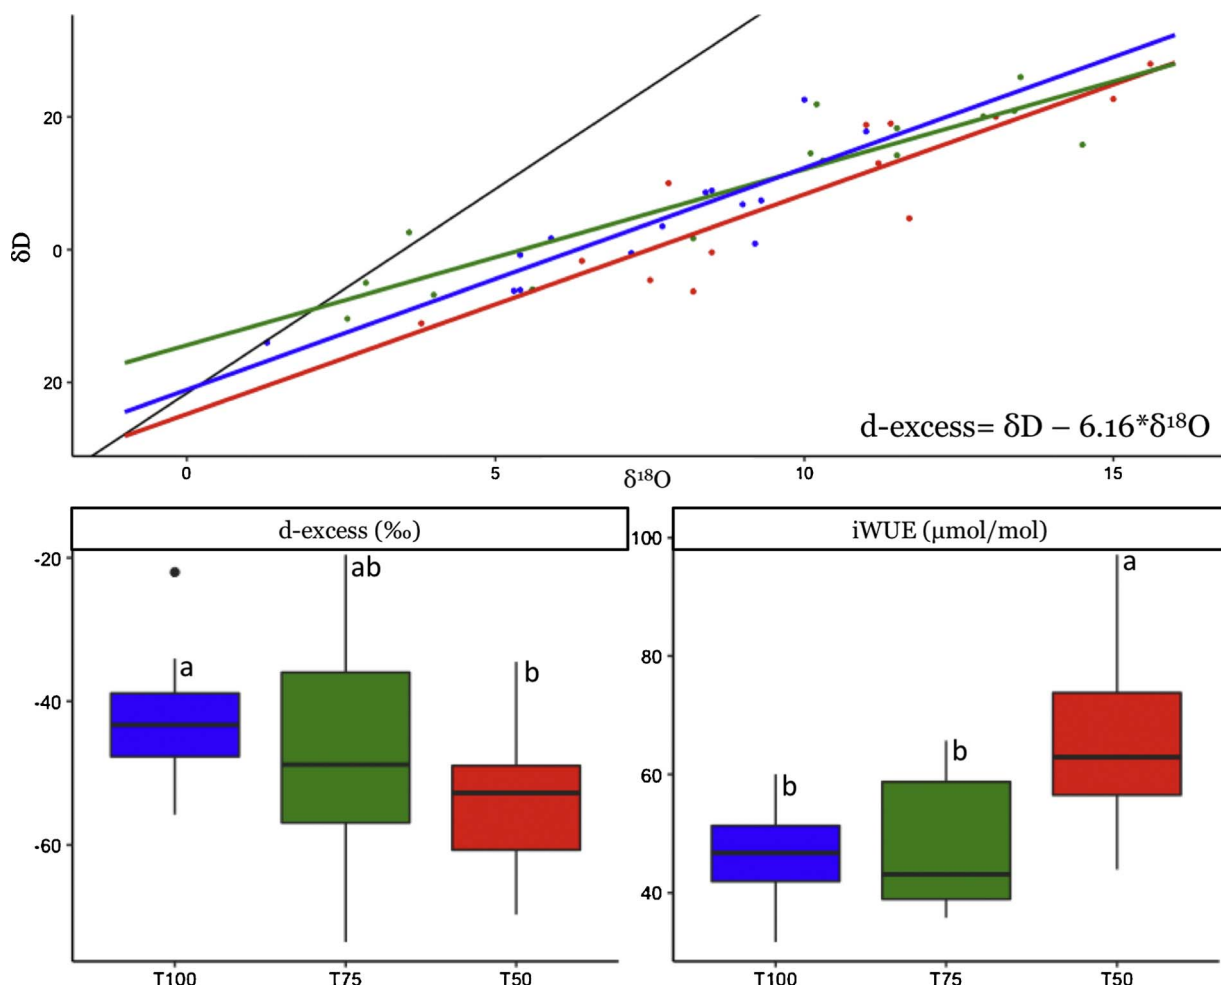 20
0
20
δD
d-excess= δD – 6.16*δ¹⁸O
0
5
10
15
δ¹⁸O
d-excess (‰)
-20
-40
-60
a
ab
b
T100
T75
T50
iWUE (µmol/mol)
100
80
60
40
b
b
a
T100
T75
T50